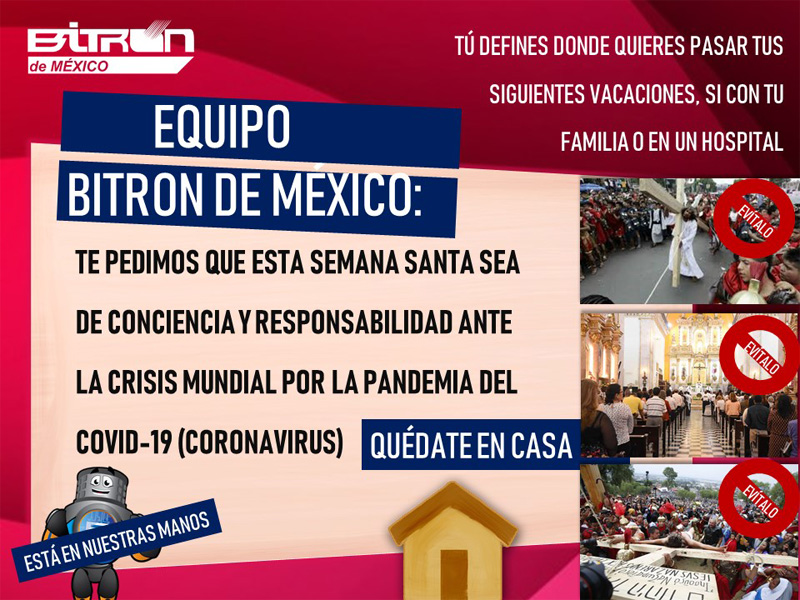 BITRON
de MÉXICO
TÚ DEFINES DONDE QUIERES PASAR TUS
SIGUIENTES VACACIONES, SI CON TU
FAMILIA O EN UN HOSPITAL
EQUIPO
BITRON DE MÉXICO:
TE PEDIMOS QUE ESTA SEMANA SANTA SEA
DE CONCIENCIA Y RESPONSABILIDAD ANTE
LA CRISIS MUNDIAL POR LA PANDEMIA DEL
COVID-19 (CORONAVIRUS)
QUÉDATE EN CASA
ESTÁ EN NUESTRAS MANOS
EVÍTALO
EVÍTALO
EVÍTALO